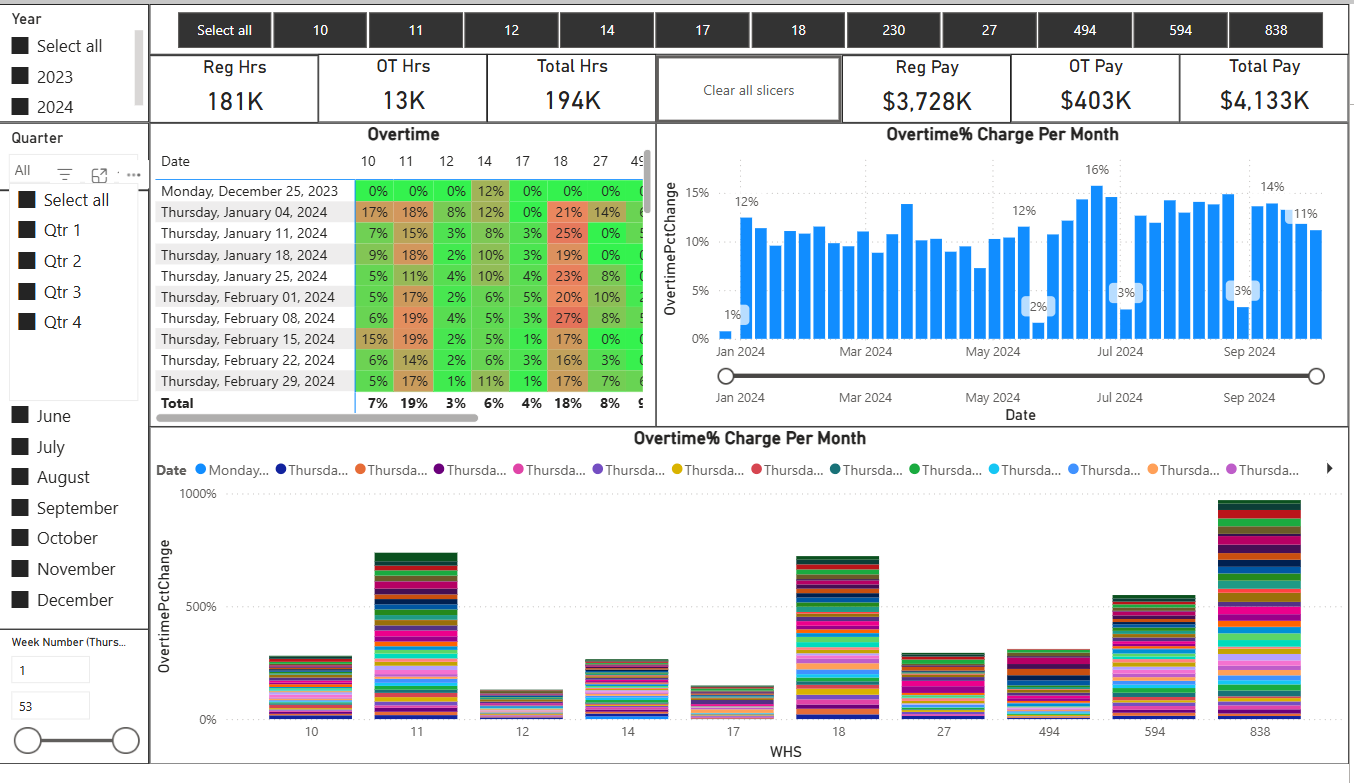 Year
Select all
2023
2024
Quarter
All
Select all
Qtr 1
Qtr 2
Qtr 3
Qtr 4
June
July
August
September
October
November
December
Week Number (Thurs...
1
53
Select all 10 11 12 14 17 18 230 27 494 594 838
Reg Hrs OT Hrs Total Hrs Clear all slicers Reg Pay OT Pay Total Pay
181K 13K 194K $3,728K $403K $4,133K
Overtime
Date 10 11 12 14 17 18 27 49
Monday, December 25, 2023 0% 0% 0% 12% 0% 0% 0% 0
Thursday, January 04, 2024 17% 18% 8% 12% 0% 21% 14%
Thursday, January 11, 2024 7% 15% 3% 8% 3% 25% 0%
Thursday, January 18, 2024 9% 18% 2% 10% 3% 19% 0% 0
Thursday, January 25, 2024 5% 11% 4% 10% 4% 23% 8% 0
Thursday, February 01, 2024 5% 17% 2% 6% 5% 20% 10%
Thursday, February 08, 2024 6% 19% 4% 5% 3% 27% 8%
Thursday, February 15, 2024 15% 19% 2% 5% 1% 17% 0% 0
Thursday, February 22, 2024 6% 14% 2% 6% 3% 16% 3% 0
Thursday, February 29, 2024 5% 17% 1% 11% 1% 17% 7%
Total 7% 19% 3% 6% 4% 18% 8% 9
Overtime% Charge Per Month
OvertimePctChange
15%
10%
5%
0%
1% 12% 12% 2% 16% 3% 3% 14% 11%
Jan 2024 Mar 2024 May 2024 Jul 2024 Sep 2024
Jan 2024 Mar 2024 May 2024 Jul 2024 Sep 2024
Date
Overtime% Charge Per Month
Date Monday... Thursda... Thursda... Thursda... Thursda... Thursda... Thursda... Thursda... Thursda... Thursda... Thursda... Thursda... Thursda... Thursda...
OvertimePctChange
1000%
500%
0%
10 11 12 14 17 18 27 494 594 838
WHS